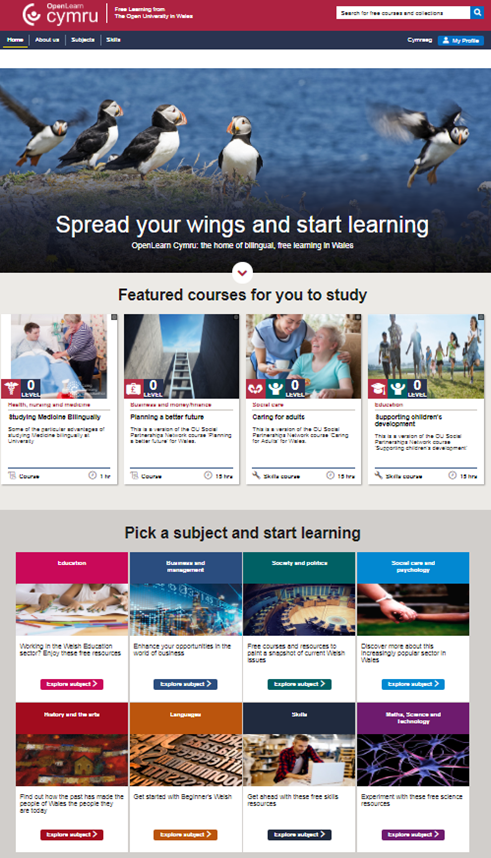 OpenLearn
cymru
Free Learning from
The Open University in Wales
Search for free courses and collections
Home
About us
Subjects
Skills
Cymraeg
My Profile
Spread your wings and start learning
OpenLearn Cymru: the home of bilingual, free learning in Wales
Featured courses for you to study
0
LEVEL
Health, nursing and medicine
Studying Medicine Bilingually
Some of the particular advantages of
studying Medicine bilingually at
University
Course
1 hr
0
LEVEL
Business and money/finance
Planning a better future
This is a version of the OU Social
Partnerships Network course 'Planning
a better future' for Wales.
Course
15 hrs
0
LEVEL
Social care
Caring for adults
This is a version of the OU Social
Partnerships Network course 'Caring
for Adults' for Wales.
Skills course
15 hrs
0
LEVEL
Education
Supporting children's
development
This is a version of the OU Social
Partnerships Network course
'Supporting children's development'
Skills course
15 hrs
Pick a subject and start learning
Education
Working in the Welsh Education
sector? Enjoy these free resources
Explore subject
Business and
management
Enhance your opportunities in the
world of business
Explore subject
Society and politics
Free courses and resources to
paint a snapshot of current Welsh
issues
Explore subject
Social care and
psychology
Discover more about this
increasingly popular sector in
Wales
Explore subject
History and the arts
Find out how the past has made the
people of Wales the people they
are today
Explore subject
Languages
Get started with Beginner's Welsh
Explore subject
Skills
Get ahead with these free skills
resources
Explore subject
Maths, Science and
Technology
Experiment with these free science
resources
Explore subject